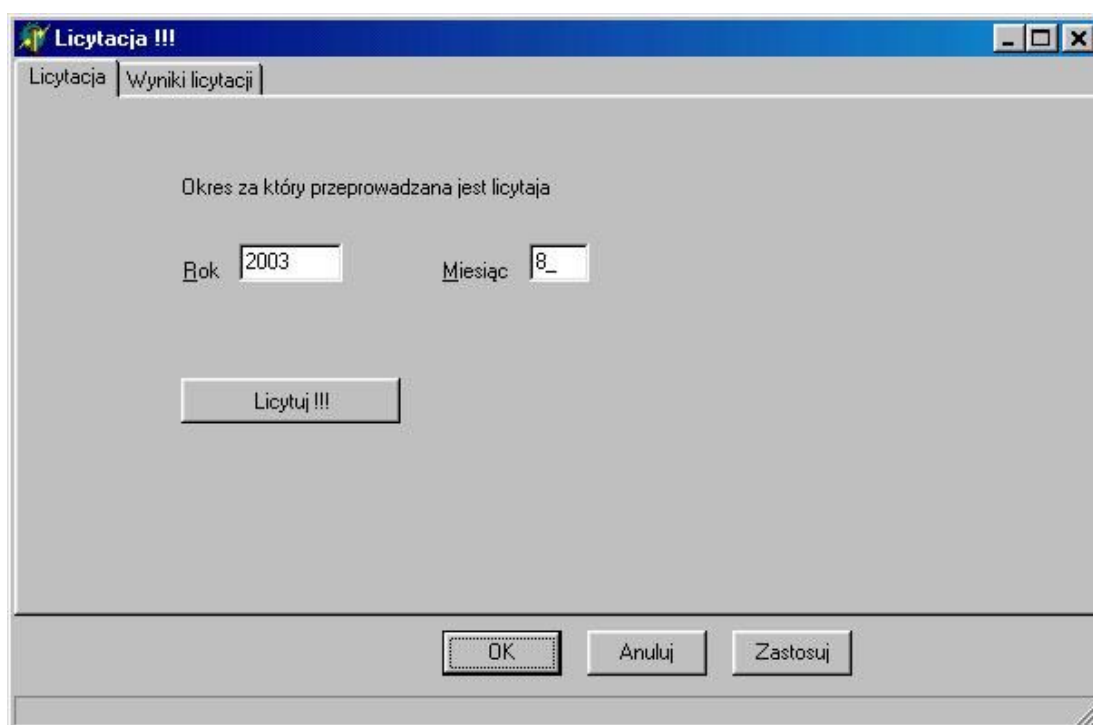 Licytacja !!!
Licytacja Wyniki licytacji
Okres za który przeprowadzana jest licytaja
Rok 2003 Miesiąc 8_
Licytuj !!!
OK Anuluj Zastosuj